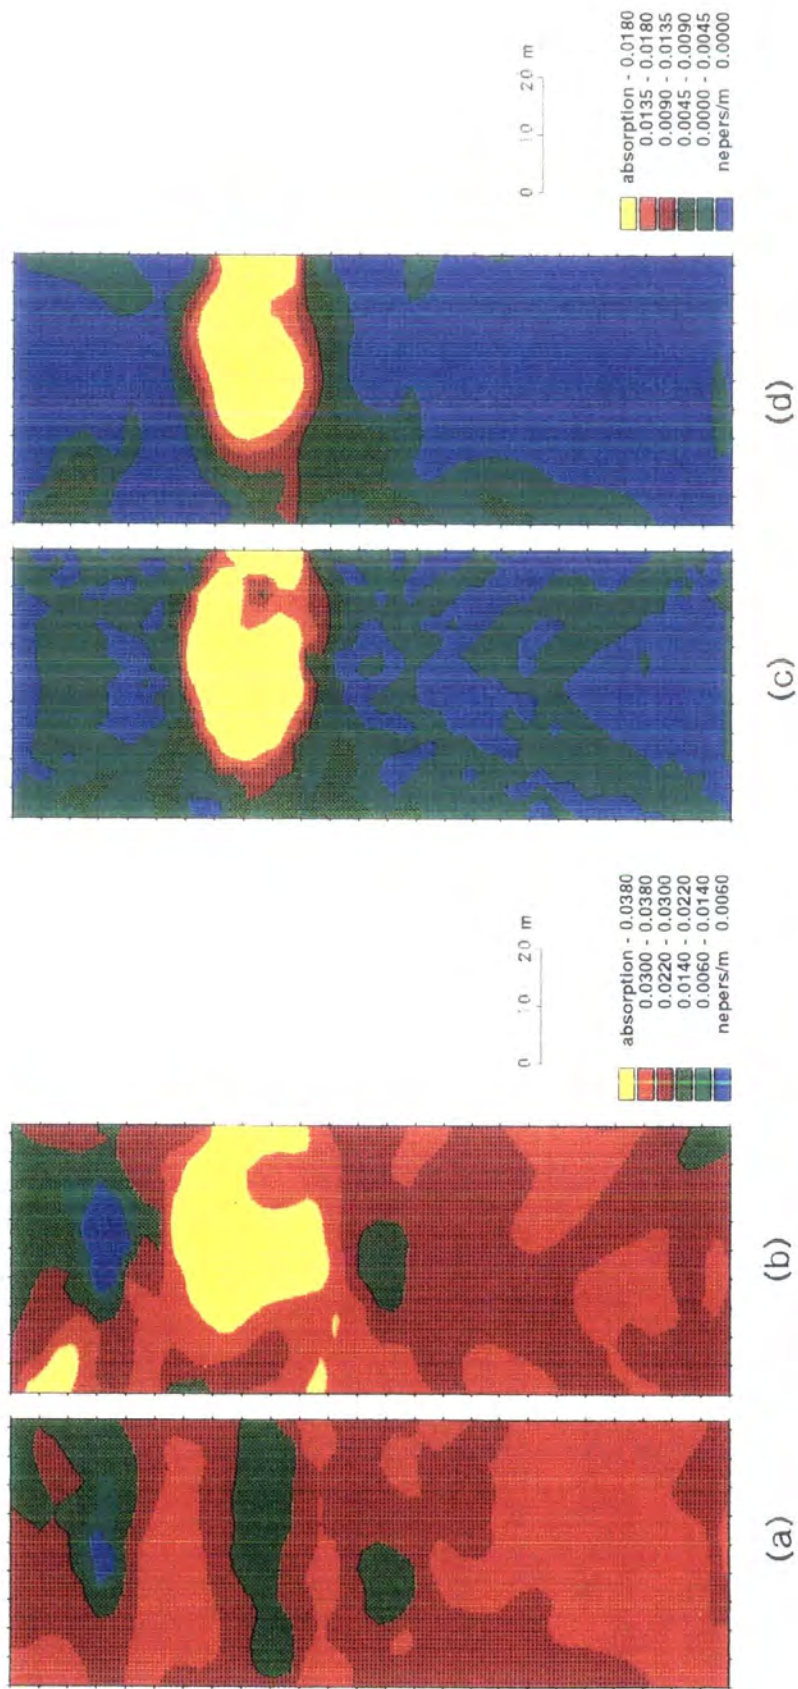 0 10 20 m
absorption - 0.0380
0.0300 - 0.0380
0.0220 - 0.0300
0.0140 - 0.0220
0.0060 - 0.0140
nepers/m 0.0060
0 10 20 m
absorption - 0.0180
0.0135 - 0.0180
0.0090 - 0.0135
0.0045 - 0.0090
0.0000 - 0.0045
nepers/m 0.0000
(a)
(b)
(c)
(d)